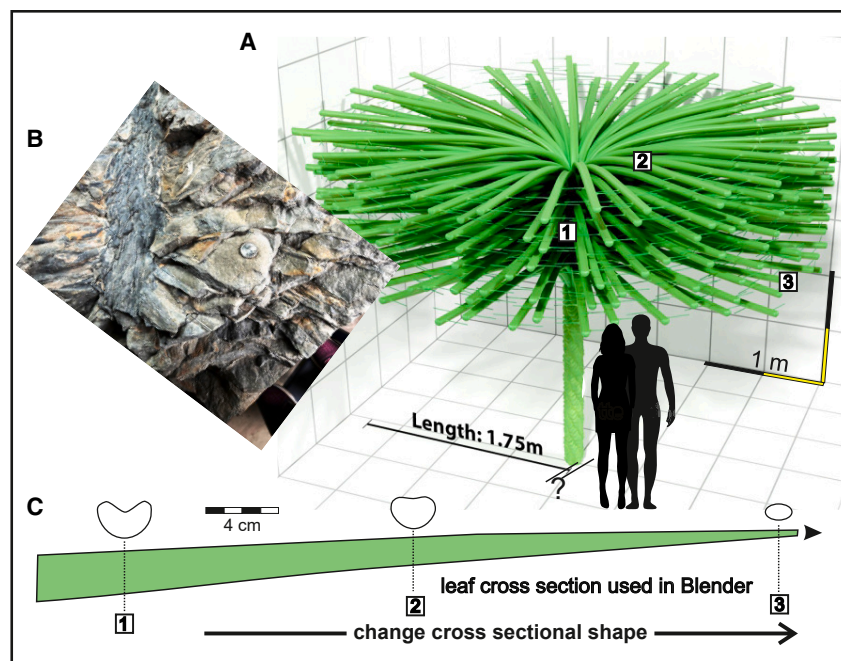 A
B
2
1
3
1 m
Length: 1.75m
?
C
4 cm
leaf cross section used in Blender
1
2
3
change cross sectional shape